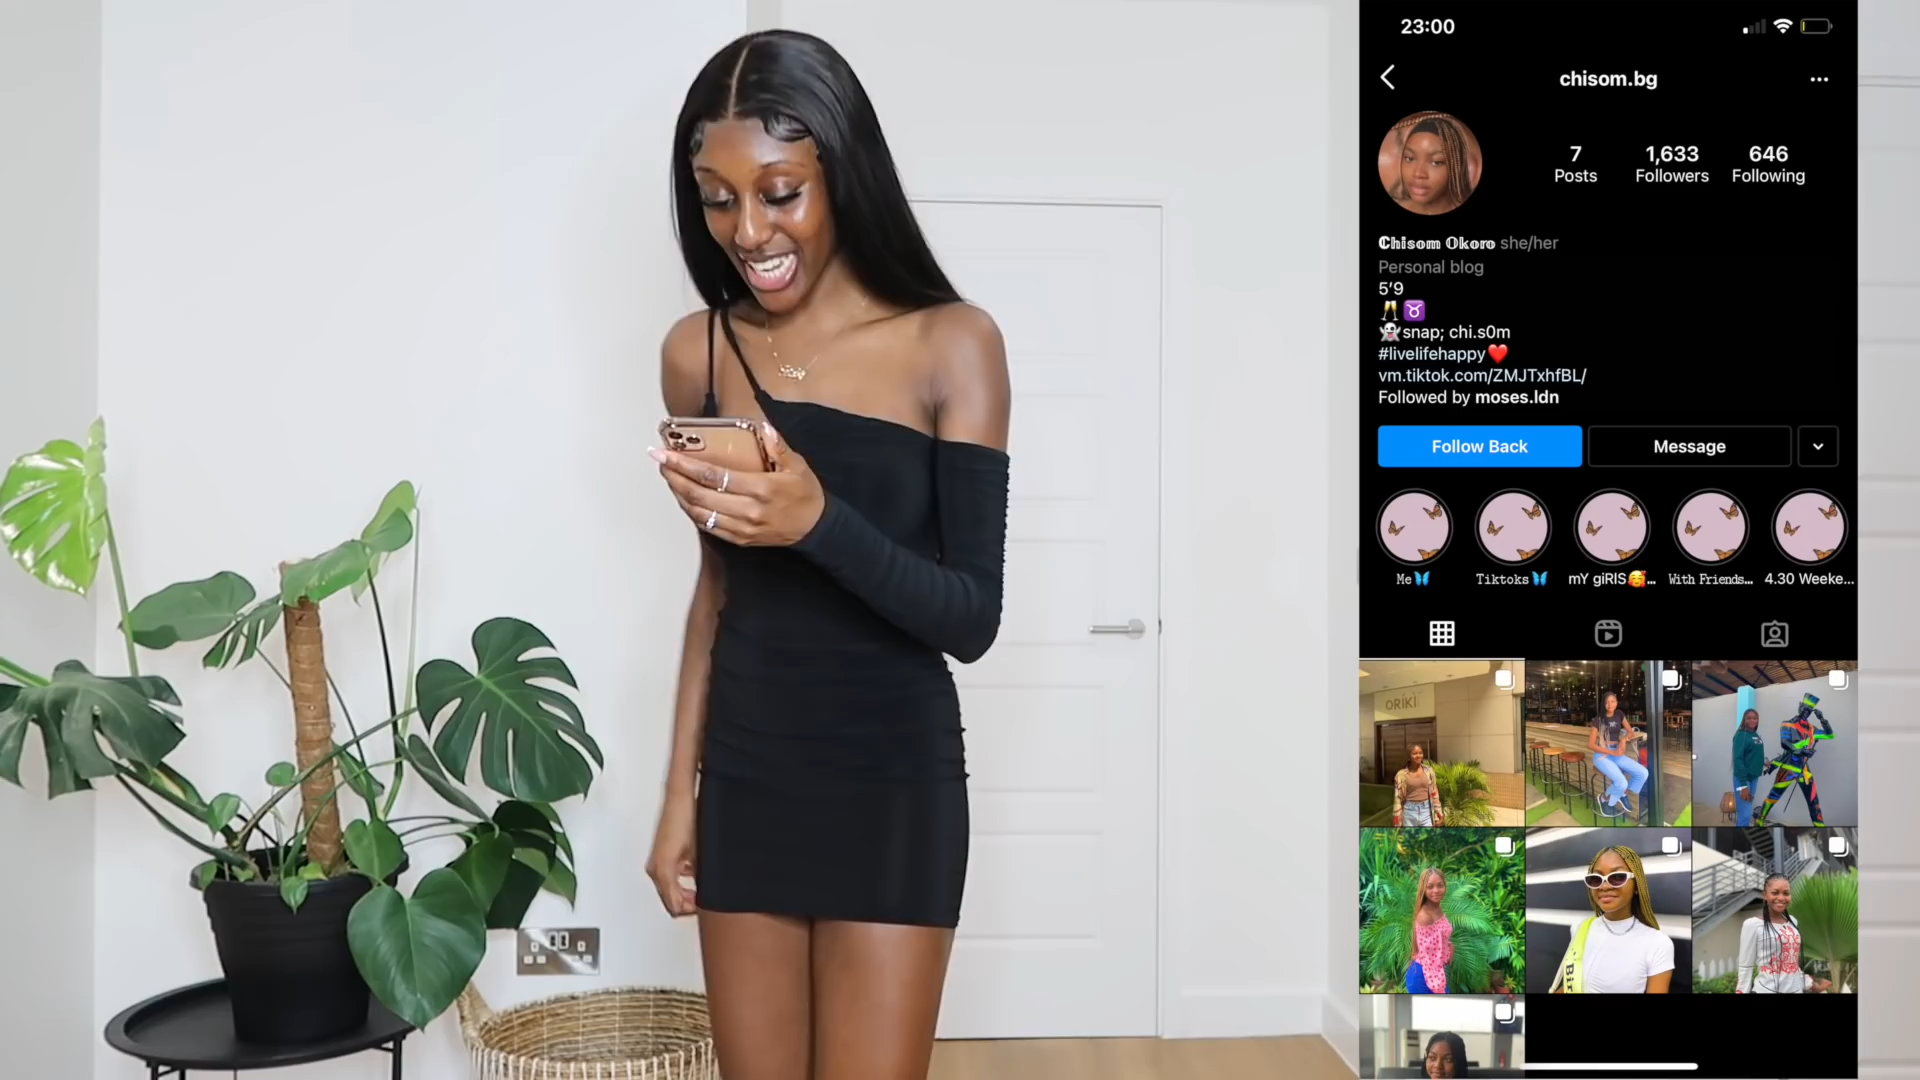 23:00
chisom.bg
7
Posts
1,633
Followers
646
Following
ℂhisom Okoro she/her
Personal blog
5'9
🥂♉
👻snap; chi.s0m
#livelifehappy❤️
vm.tiktok.com/ZMJTxhfBL/
Followed by moses.ldn
Follow Back
Message
Me🦋
Tiktoks🦋
mY giRlS🥰...
With Friends...
4.30 Weeke...
ORÍKÌ
Bir